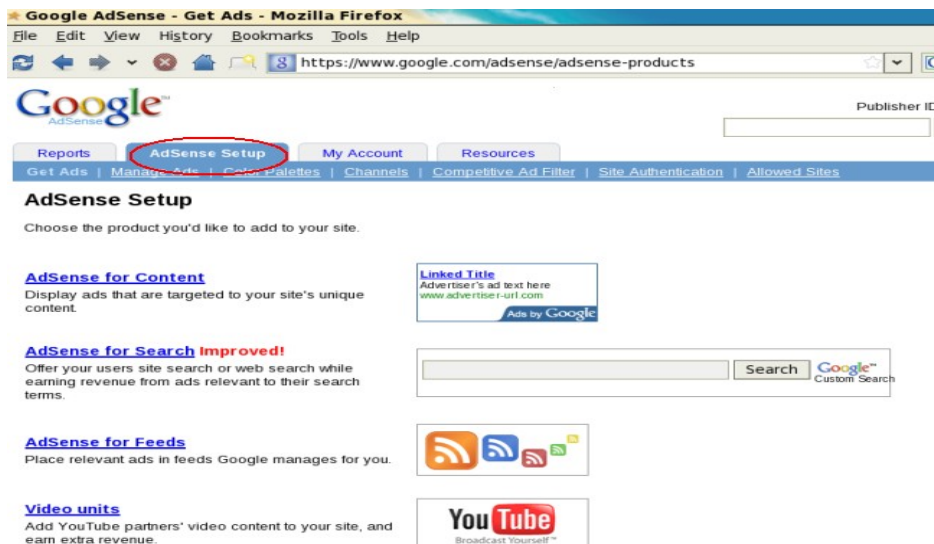 Google AdSense - Get Ads - Mozilla Firefox
File Edit View History Bookmarks Tools Help
8 https://www.google.com/adsense/adsense-products
Google™
AdSense
Publisher ID
Reports AdSense Setup My Account Resources
Get Ads | Manage Ads | Color Palettes | Channels | Competitive Ad Filter | Site Authentication | Allowed Sites
AdSense Setup
Choose the product you'd like to add to your site.
AdSense for Content
Display ads that are targeted to your site's unique
content.
Linked Title
Advertiser's ad text here
www.advertiser-url.com
Ads by Google
AdSense for Search Improved!
Offer your users site search or web search while
earning revenue from ads relevant to their search
terms.
Search Google™
Custom Search
AdSense for Feeds
Place relevant ads in feeds Google manages for you.
Video units
Add YouTube partners' video content to your site, and
earn extra revenue.
YouTube
Broadcast Yourself™